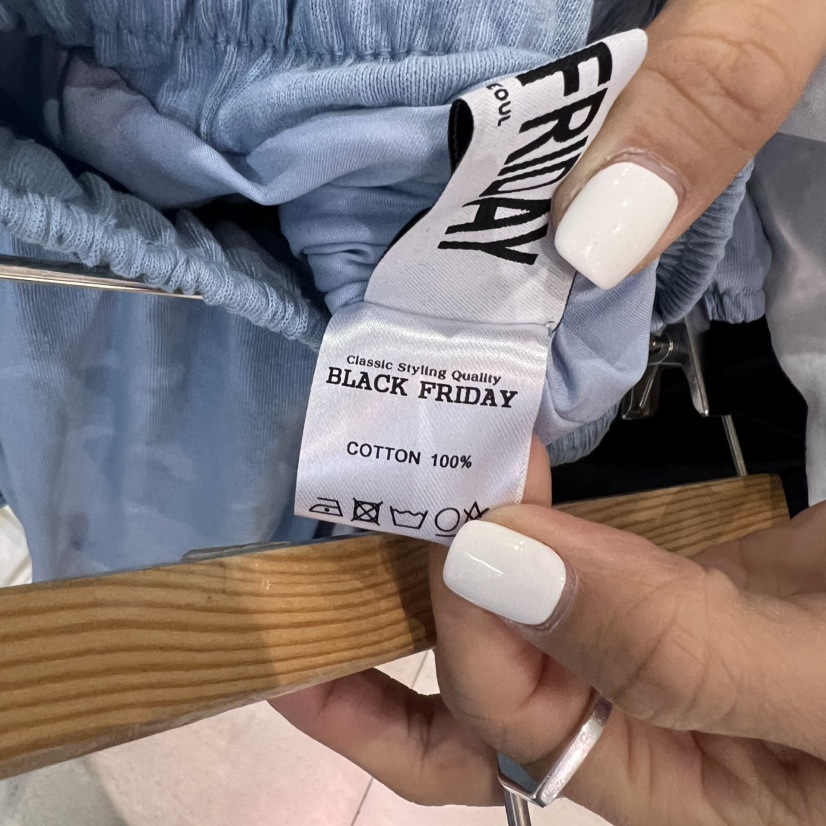 FRIDAY
Classic Styling Quality
BLACK FRIDAY
COTTON 100%